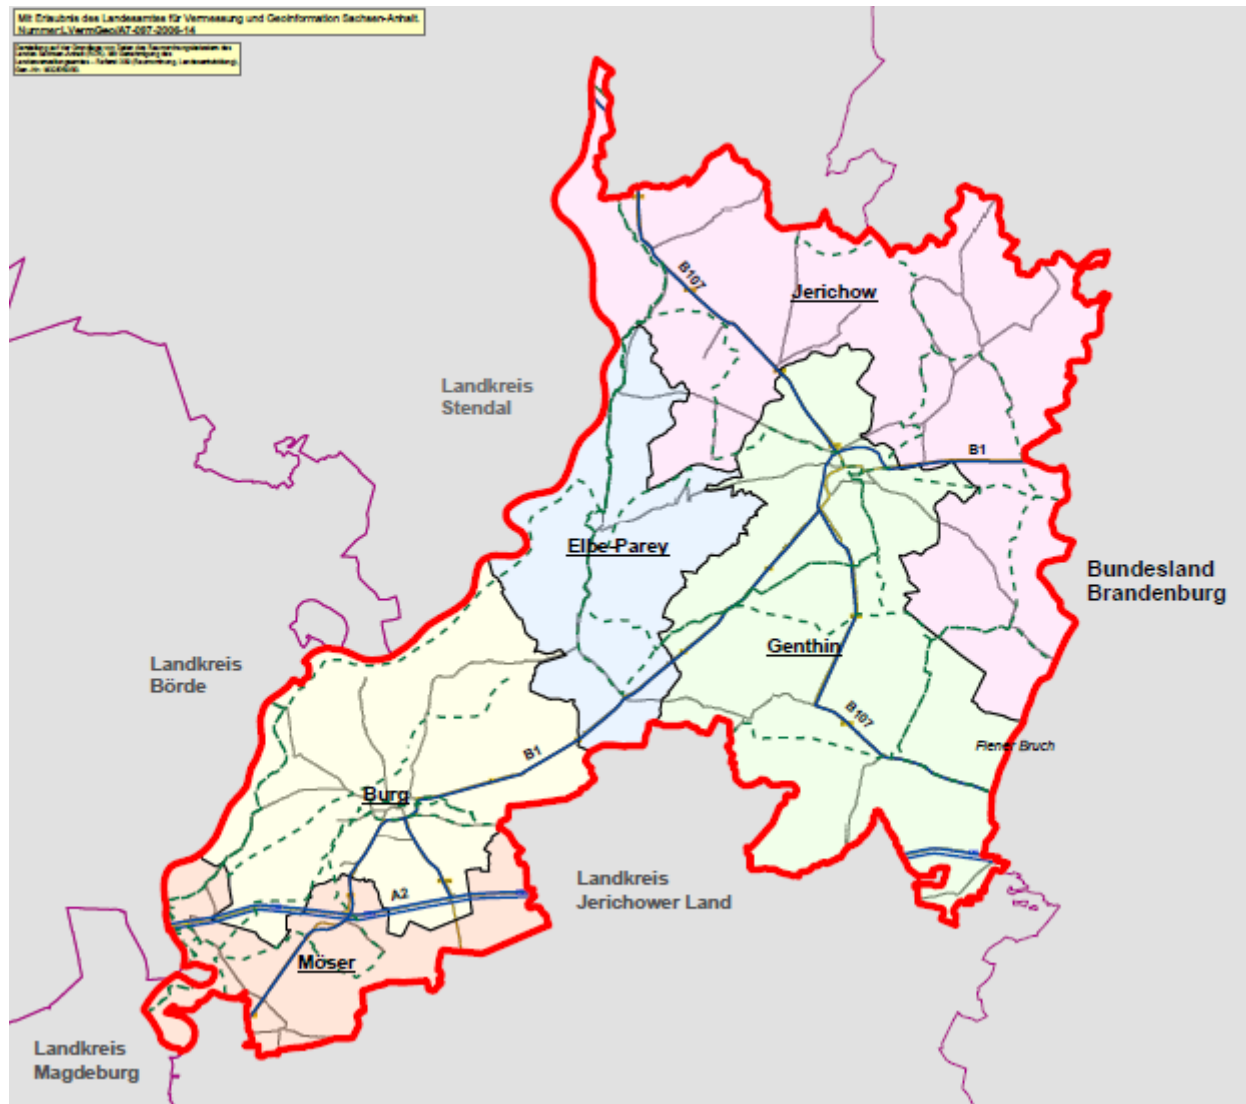 Mit Erlaubnis des Landesamtes für Vermessung und Geoinformation Sachsen-Anhalt.
Nummer:LVermGeo/A7-097-2006-14
B107
Jerichow
Landkreis
Stendal
B1
Elbe-Parey
Bundesland
Brandenburg
Genthin
Landkreis
Börde
B107
Fiener Bruch
B1
Burg
Landkreis
Jerichower Land
A2
Möser
Landkreis
Magdeburg